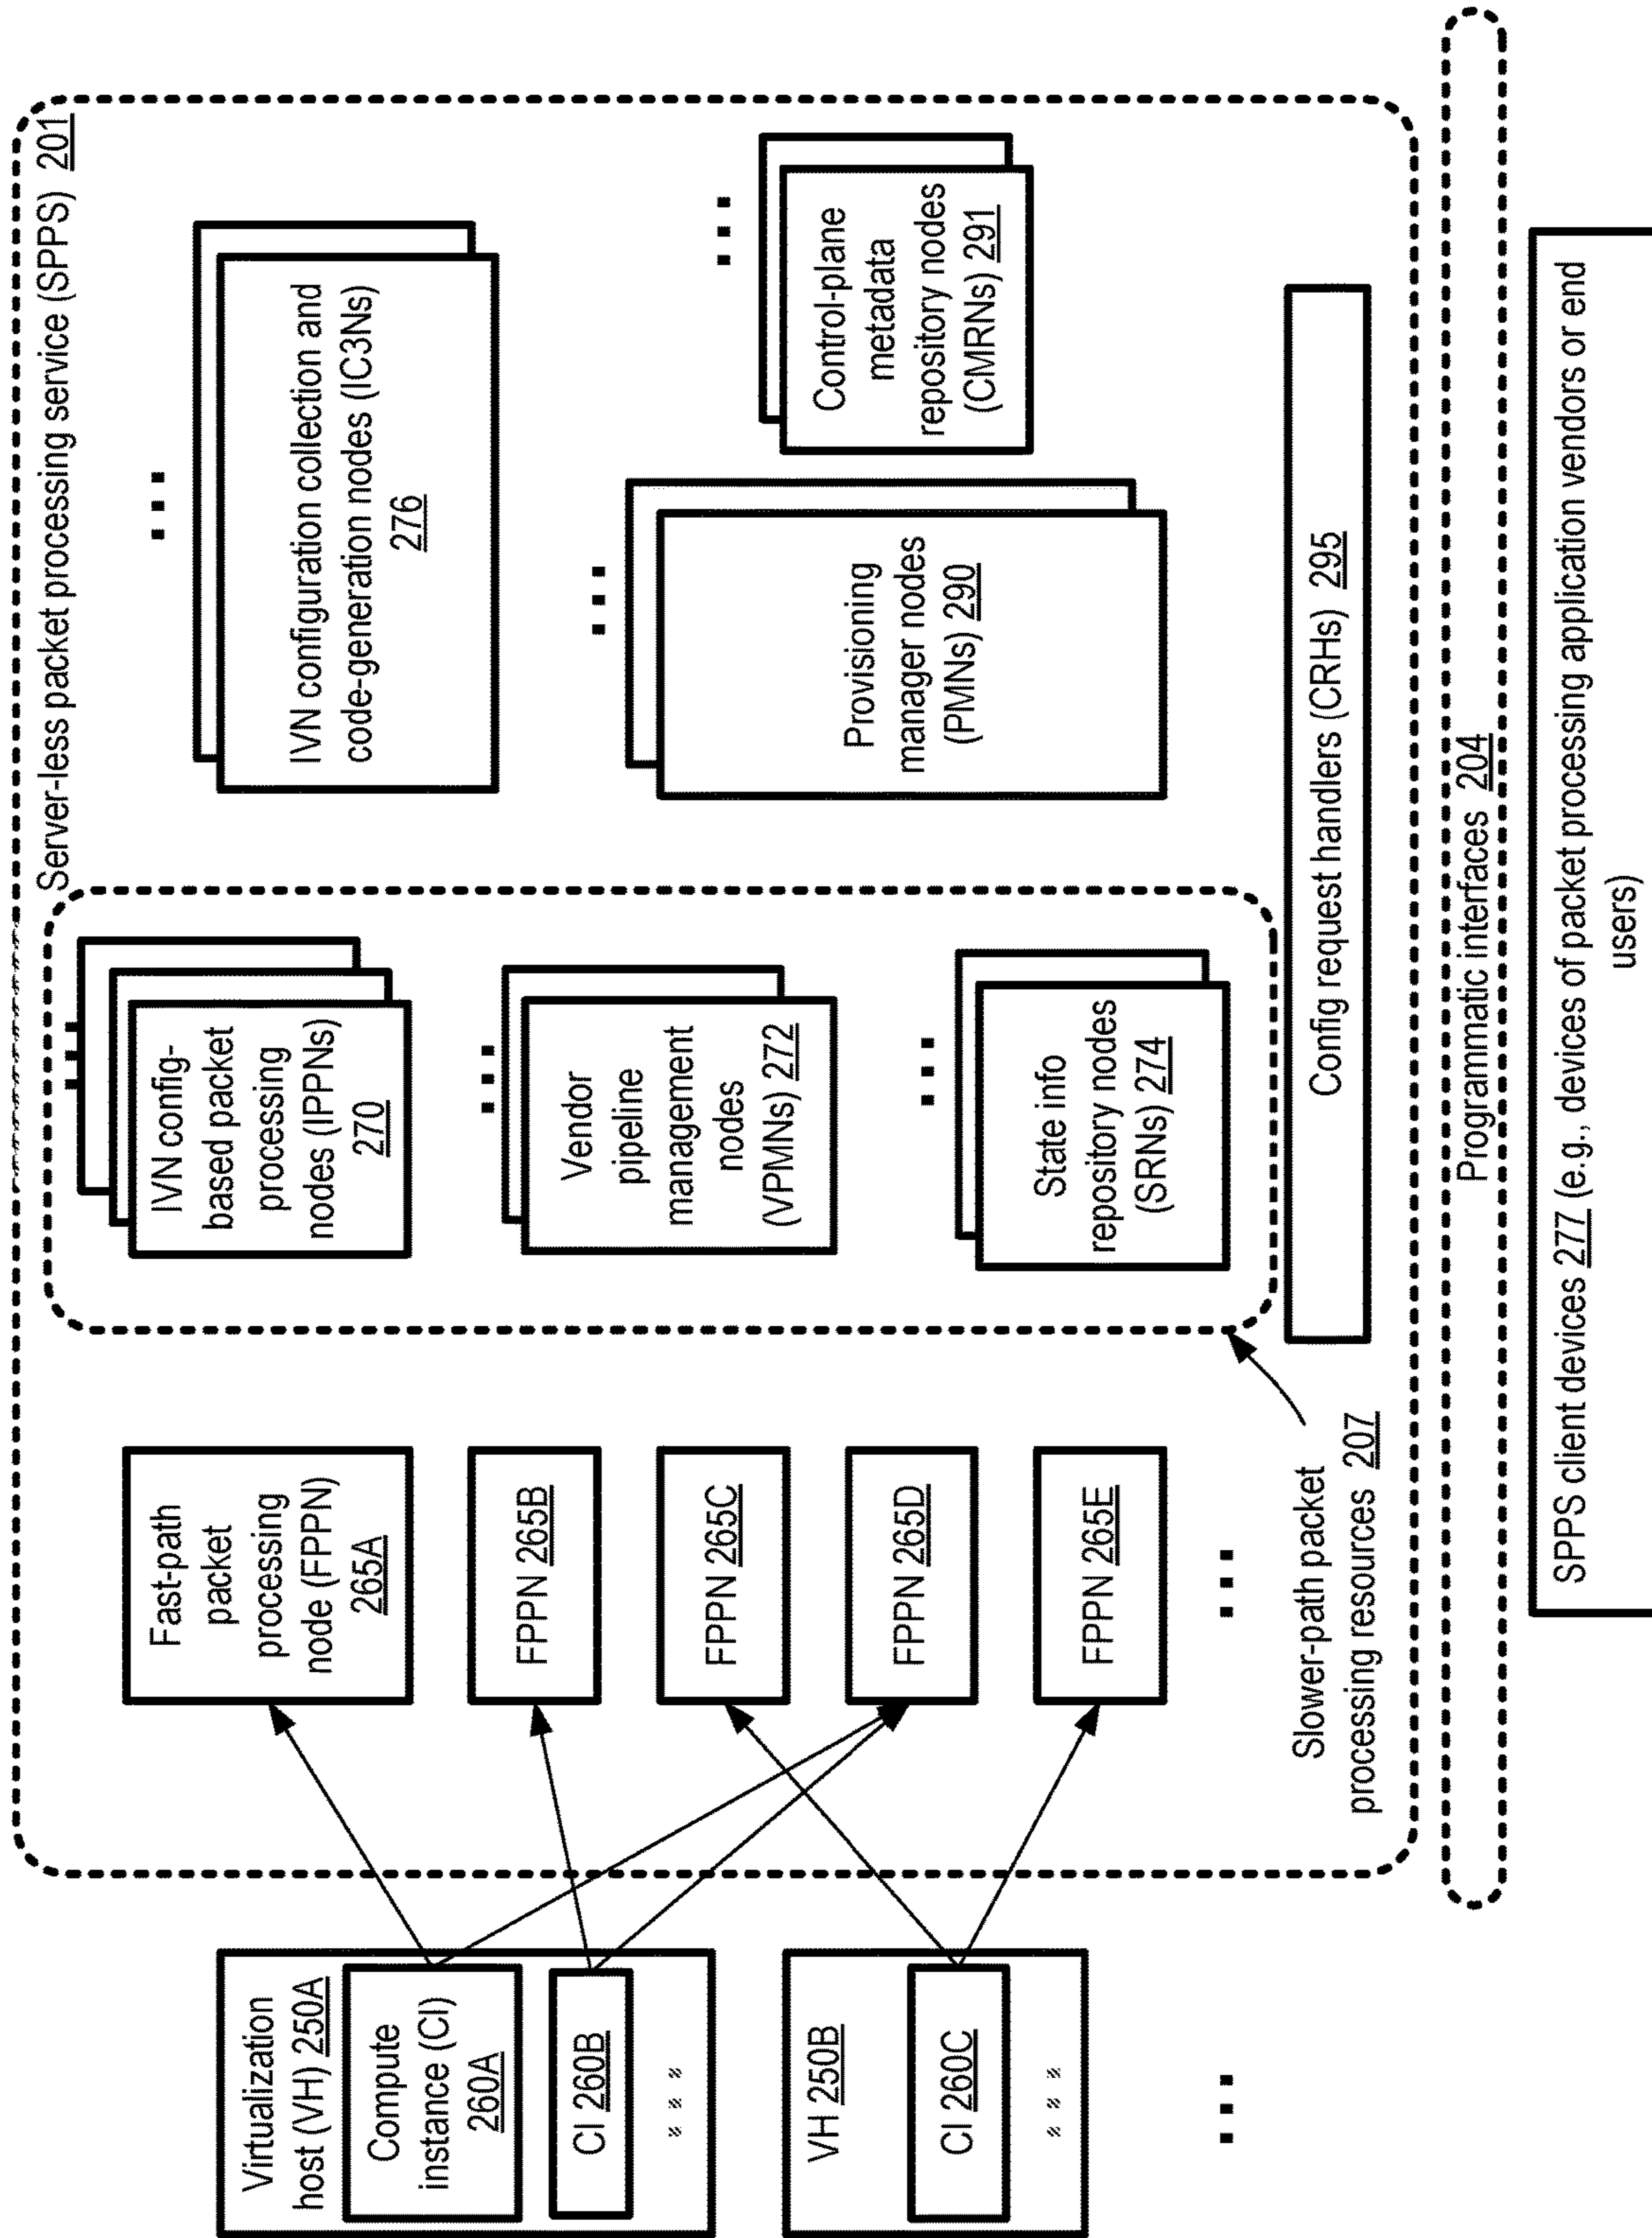 Server-less packet processing service (SPPS) 201
Virtualization
host (VH) 250A
Compute
instance (CI)
260A
CI 260B
VH 250B
CI 260C
Fast-path
packet
processing
node (FPPN)
265A
FPPN 265B
FPPN 265C
FPPN 265D
FPPN 265E
Slower-path packet
processing resources 207
IVN config-
based packet
processing
nodes (IPPNs)
270
Vendor
pipeline
management
nodes
(VPMNs) 272
State info
repository nodes
(SRNs) 274
IVN configuration collection and
code-generation nodes (IC3Ns)
276
Provisioning
manager nodes
(PMNs) 290
Control-plane
metadata
repository nodes
(CMRNs) 291
Config request handlers (CRHs) 295
Programmatic interfaces 204
SPPS client devices 277 (e.g., devices of packet processing application vendors or end
users)